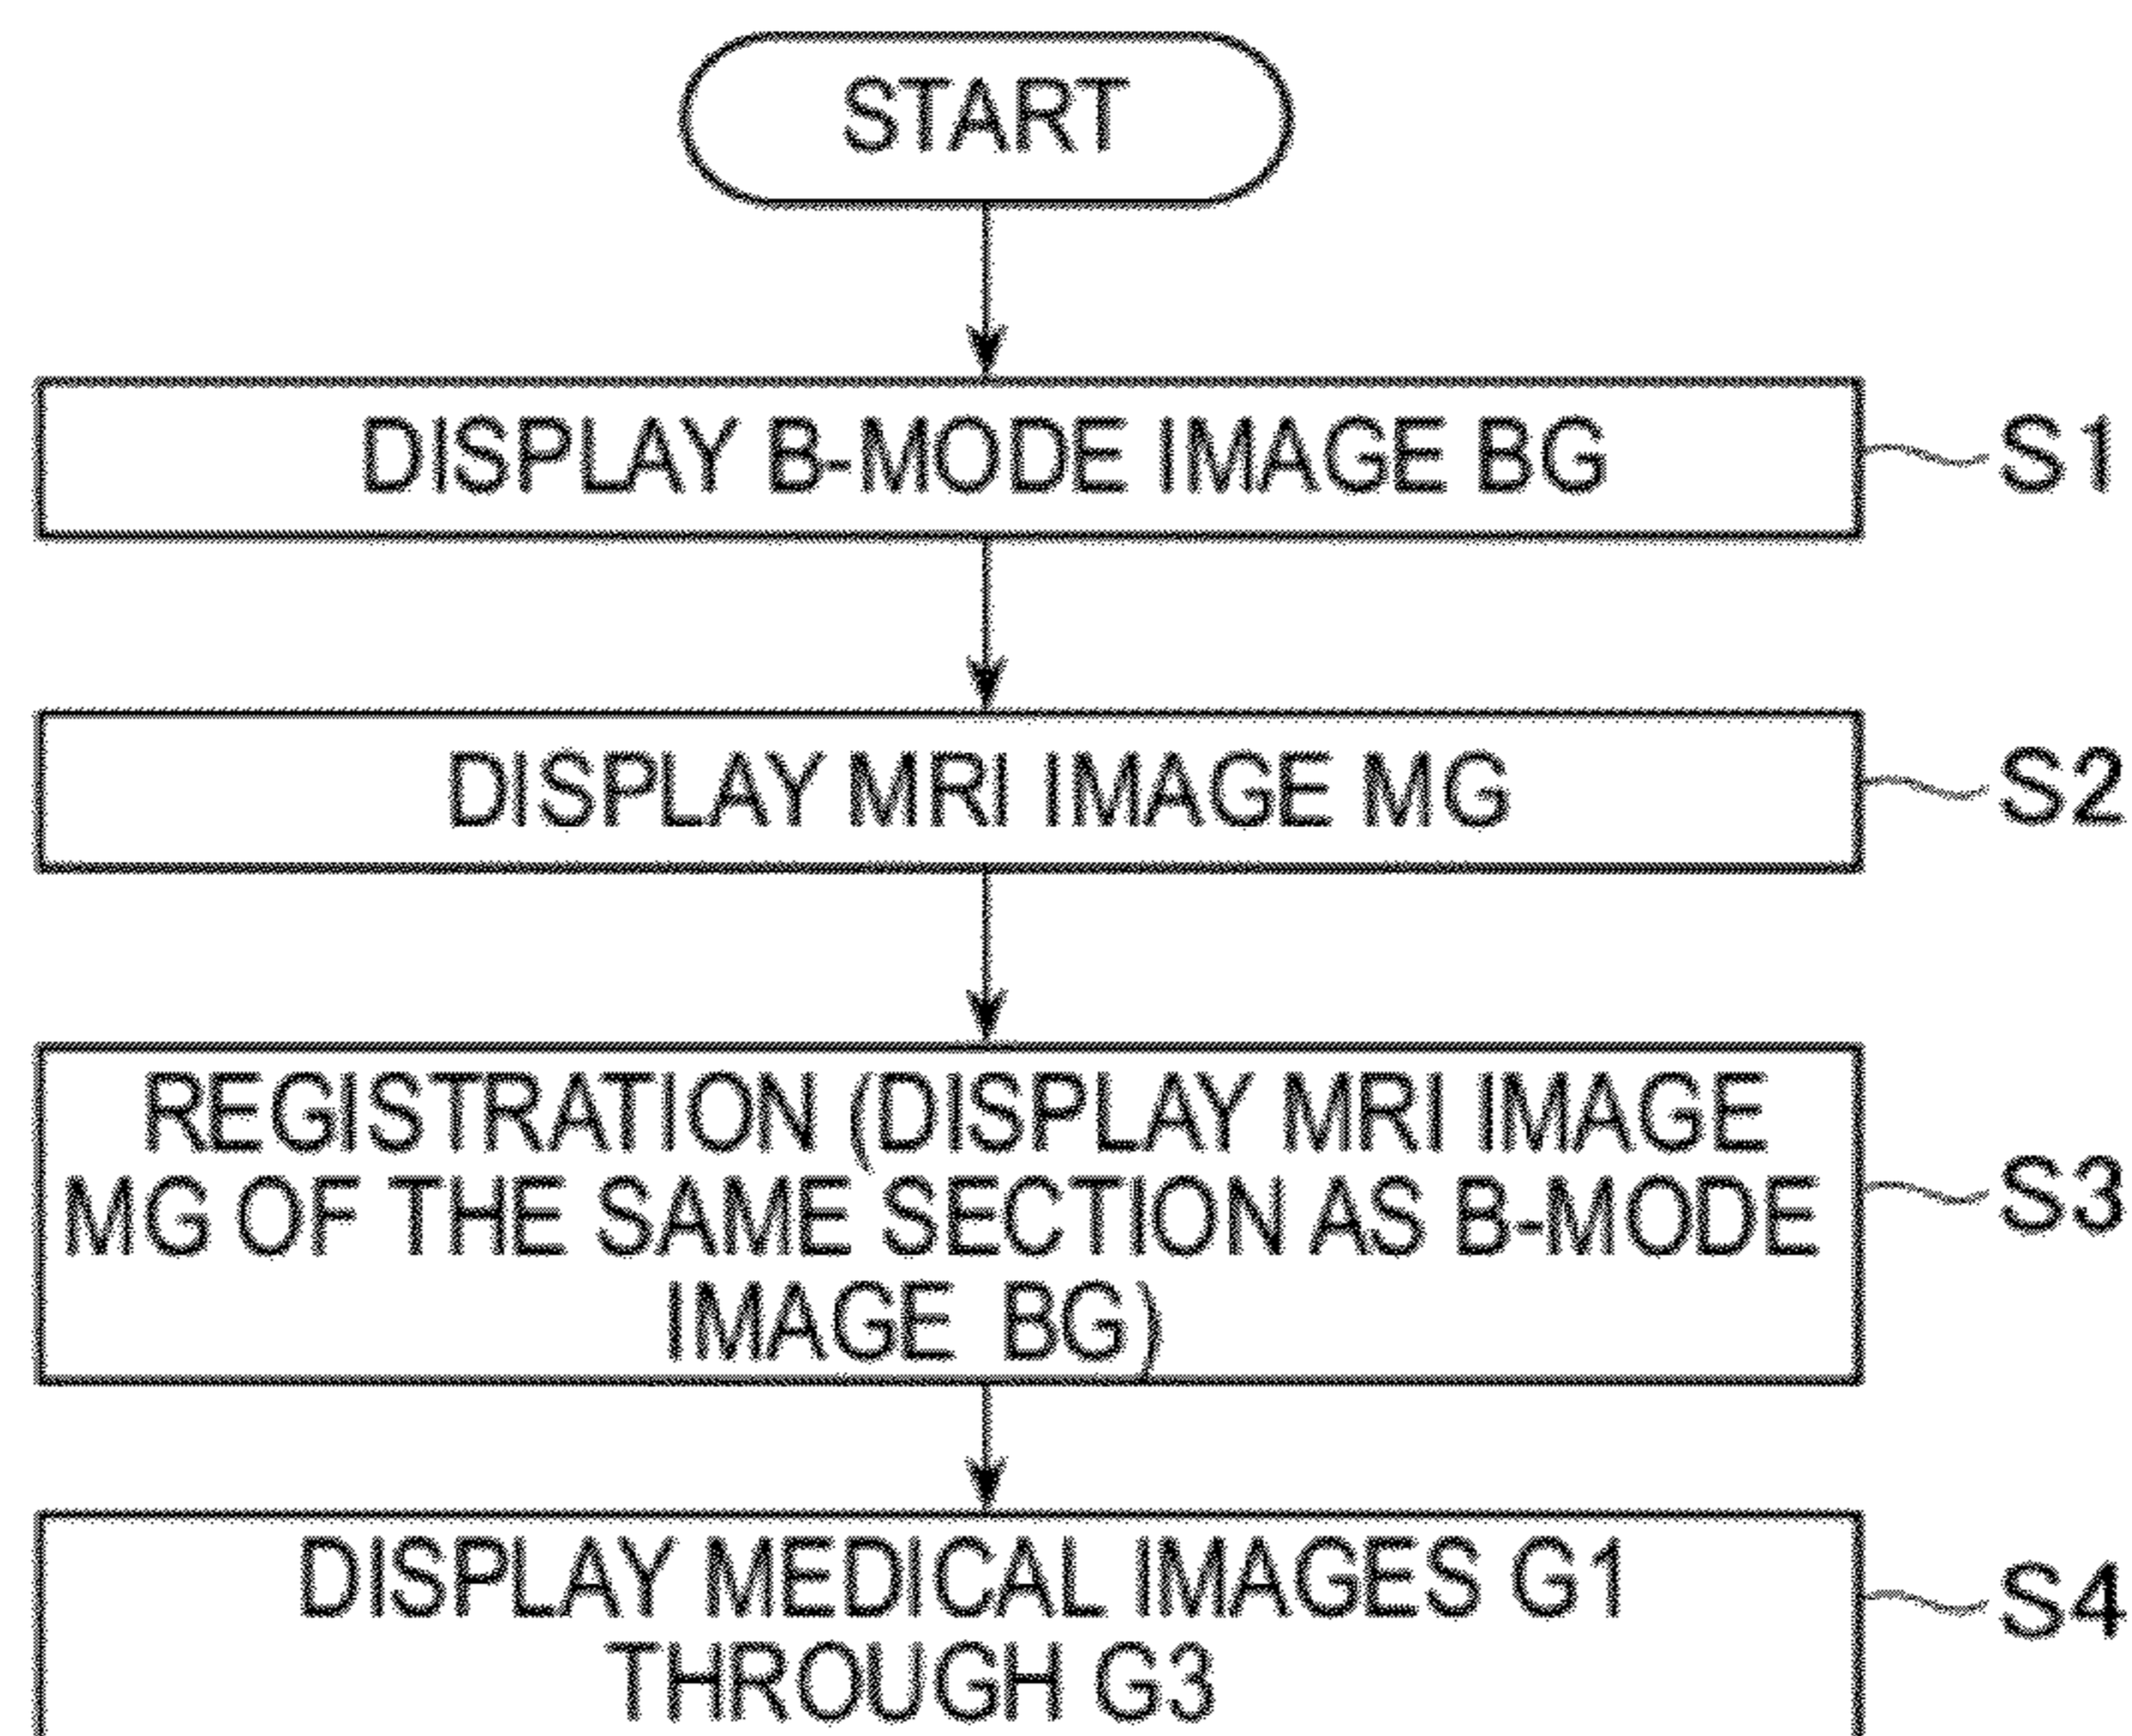 START
DISPLAY B-MODE IMAGE BG
S1
DISPLAY MRI IMAGE MG
S2
REGISTRATION (DISPLAY MRI IMAGE
MG OF THE SAME SECTION AS B-MODE
IMAGE BG)
S3
DISPLAY MEDICAL IMAGES G1
THROUGH G3
S4